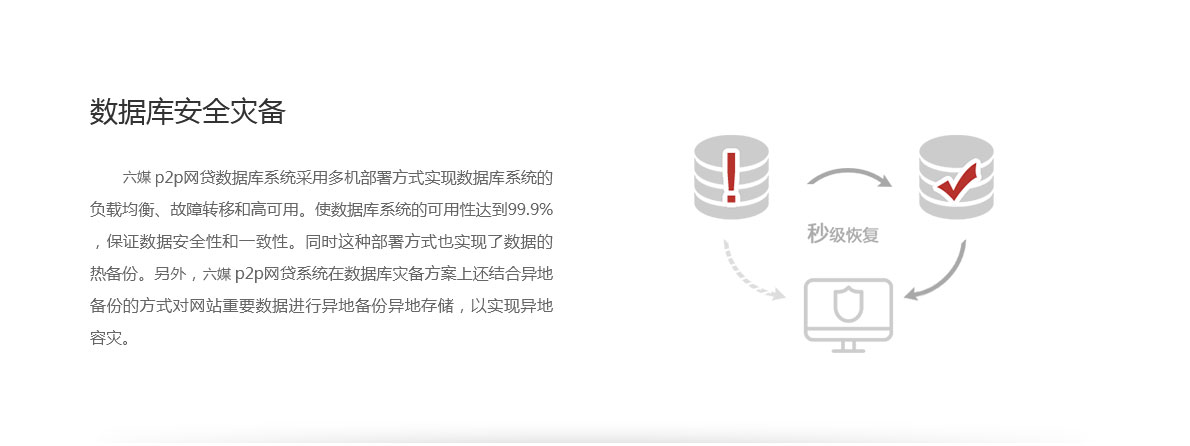 数据库安全灾备
六媒 p2p网贷数据库系统采用多机部署方式实现数据库系统的
负载均衡、故障转移和高可用。使数据库系统的可用性达到99.9%
，保证数据安全性和一致性。同时这种部署方式也实现了数据的
热备份。另外，六媒 p2p网贷系统在数据库灾备方案上还结合异地
备份的方式对网站重要数据进行异地备份异地存储，以实现异地
容灾。
秒级恢复